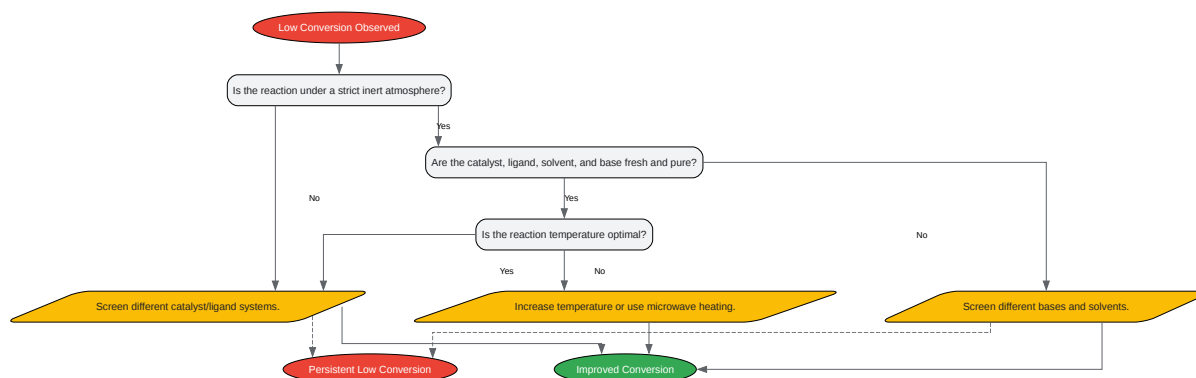 Low Conversion Observed
Is the reaction under a strict inert atmosphere?
Yes
Are the catalyst, ligand, solvent, and base fresh and pure?
No
Yes
Is the reaction temperature optimal?
No
Yes
No
Screen different catalyst/ligand systems.
Increase temperature or use microwave heating.
Screen different bases and solvents.
Persistent Low Conversion
Improved Conversion